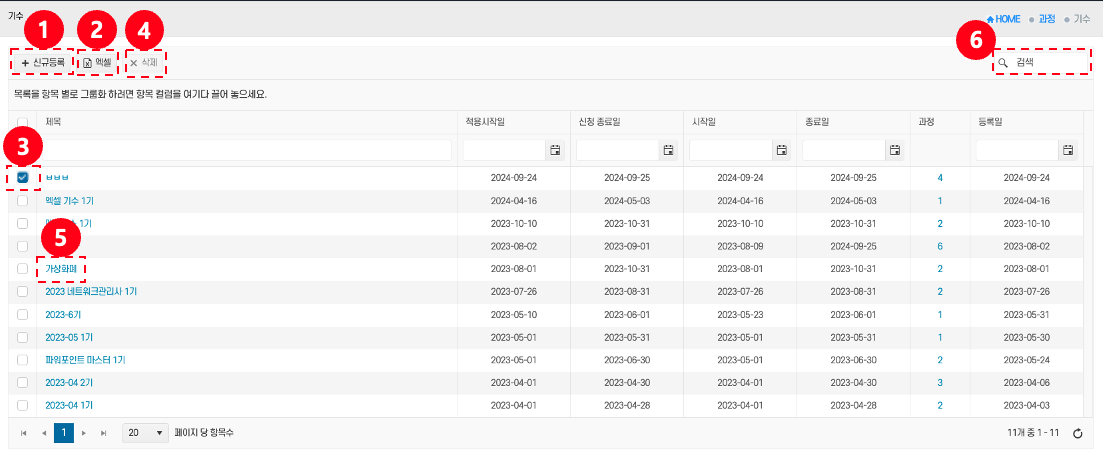 기수
HOME 과정 기수
1 2 4 6
신규등록 엑셀 삭제 검색
목록을 항목 별로 그룹화 하려면 항목 컬럼을 여기다 끌어 놓으세요.
제목 적용시작일 신청 종료일 시작일 종료일 과정 등록일
3
ㅂㅂㅂ 2024-09-24 2024-09-25 2024-09-24 2024-09-25 4 2024-09-24
엑셀 기수 1기 2024-04-16 2024-05-03 2024-04-16 2024-05-03 1 2024-04-16
1기 2023-10-10 2023-10-31 2023-10-10 2023-10-31 2 2023-10-10
5
2023-08-02 2023-09-01 2023-08-09 2024-09-25 6 2023-08-02
가상화폐 2023-08-01 2023-10-31 2023-08-01 2023-10-31 2 2023-08-01
2023 네트워크관리사 1기 2023-07-26 2023-08-31 2023-07-26 2023-08-31 2 2023-07-26
2023-6기 2023-05-10 2023-06-01 2023-05-23 2023-06-01 1 2023-05-31
2023-05 1기 2023-05-01 2023-05-31 2023-05-01 2023-05-31 1 2023-05-30
파워포인트 마스터 1기 2023-05-01 2023-06-30 2023-05-01 2023-06-30 2 2023-05-24
2023-04 2기 2023-04-01 2023-04-30 2023-04-01 2023-04-30 3 2023-04-06
2023-04 1기 2023-04-01 2023-04-28 2023-04-01 2023-04-28 2 2023-04-03
1 20 페이지 당 항목수 11개 중 1 - 11